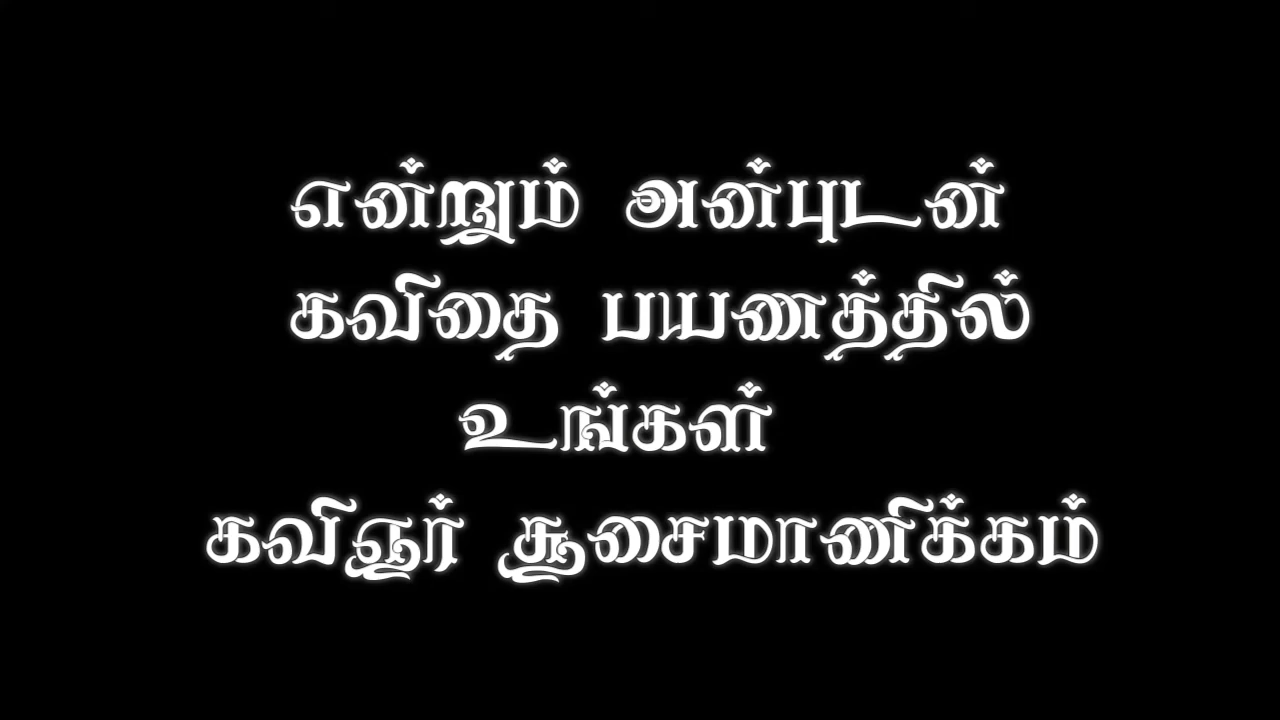 என்றும் அன்புடன்
கவிதை பயணத்தில்
உங்கள்
கவிஞர் சூசைமாணிக்கம்